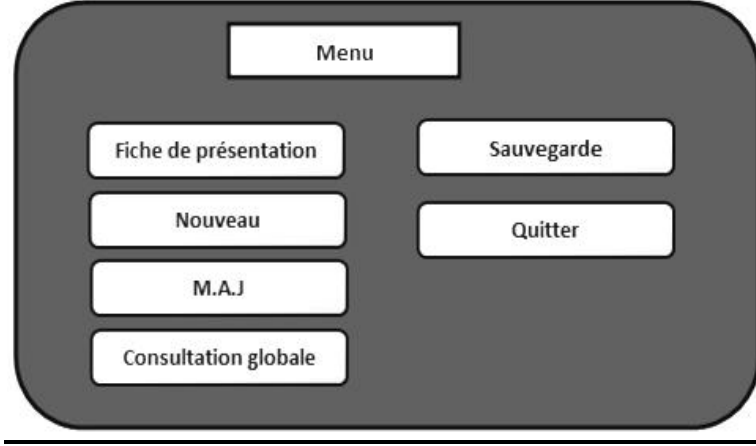 Menu
Fiche de présentation
Nouveau
M.A.J
Consultation globale
Sauvegarde
Quitter